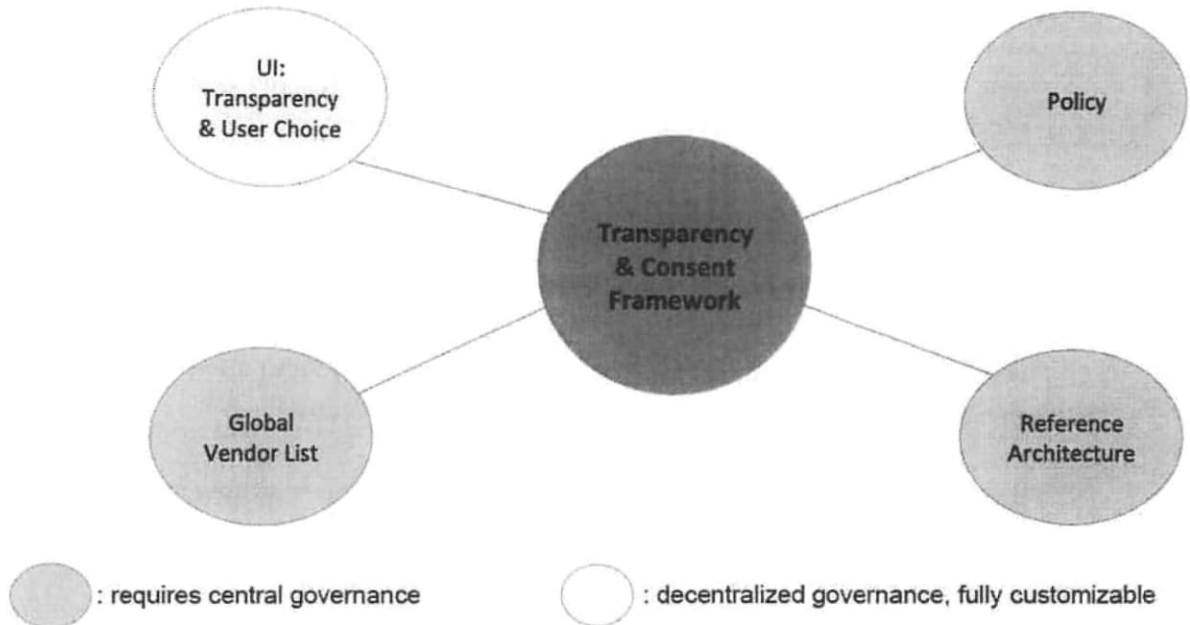 UI:
Transparency
& User Choice
Policy
Transparency
& Consent
Framework
Global
Vendor List
Reference
Architecture
: requires central governance
: decentralized governance, fully customizable